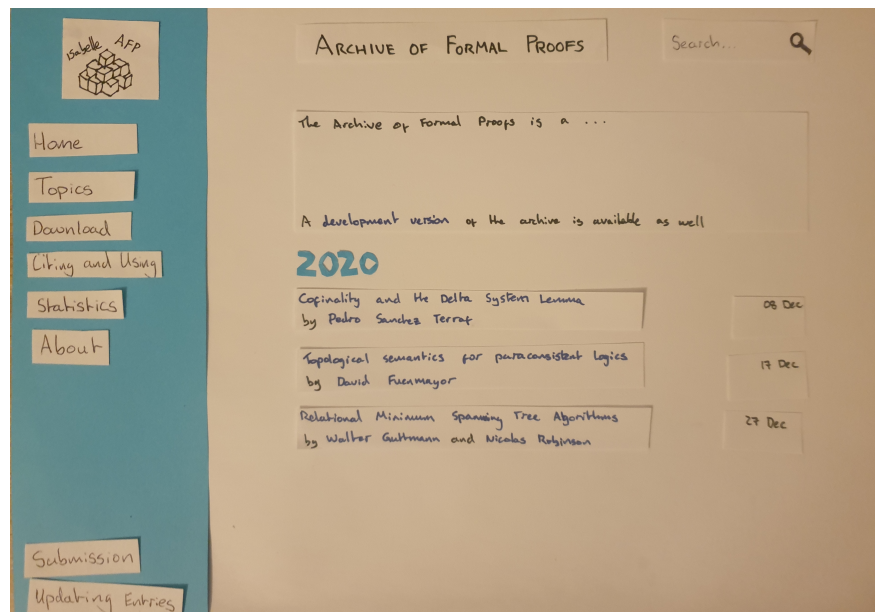 Isabelle AFP
Home
Topics
Download
Citing and Using
Statistics
About
Submission
Updating Entries
ARCHIVE OF FORMAL PROOFS
Search...
The Archive of Formal Proofs is a ...
A development version of the archive is available as well
2020
Cofinality and the Delta System Lemma
by Pedro Sanchez Terraf
08 Dec
Topological semantics for paraconsistent logics
by David Fuenmayor
17 Dec
Relational Minimum Spanning Tree Algorithms
by Walter Guttmann and Nicolas Robinson
27 Dec